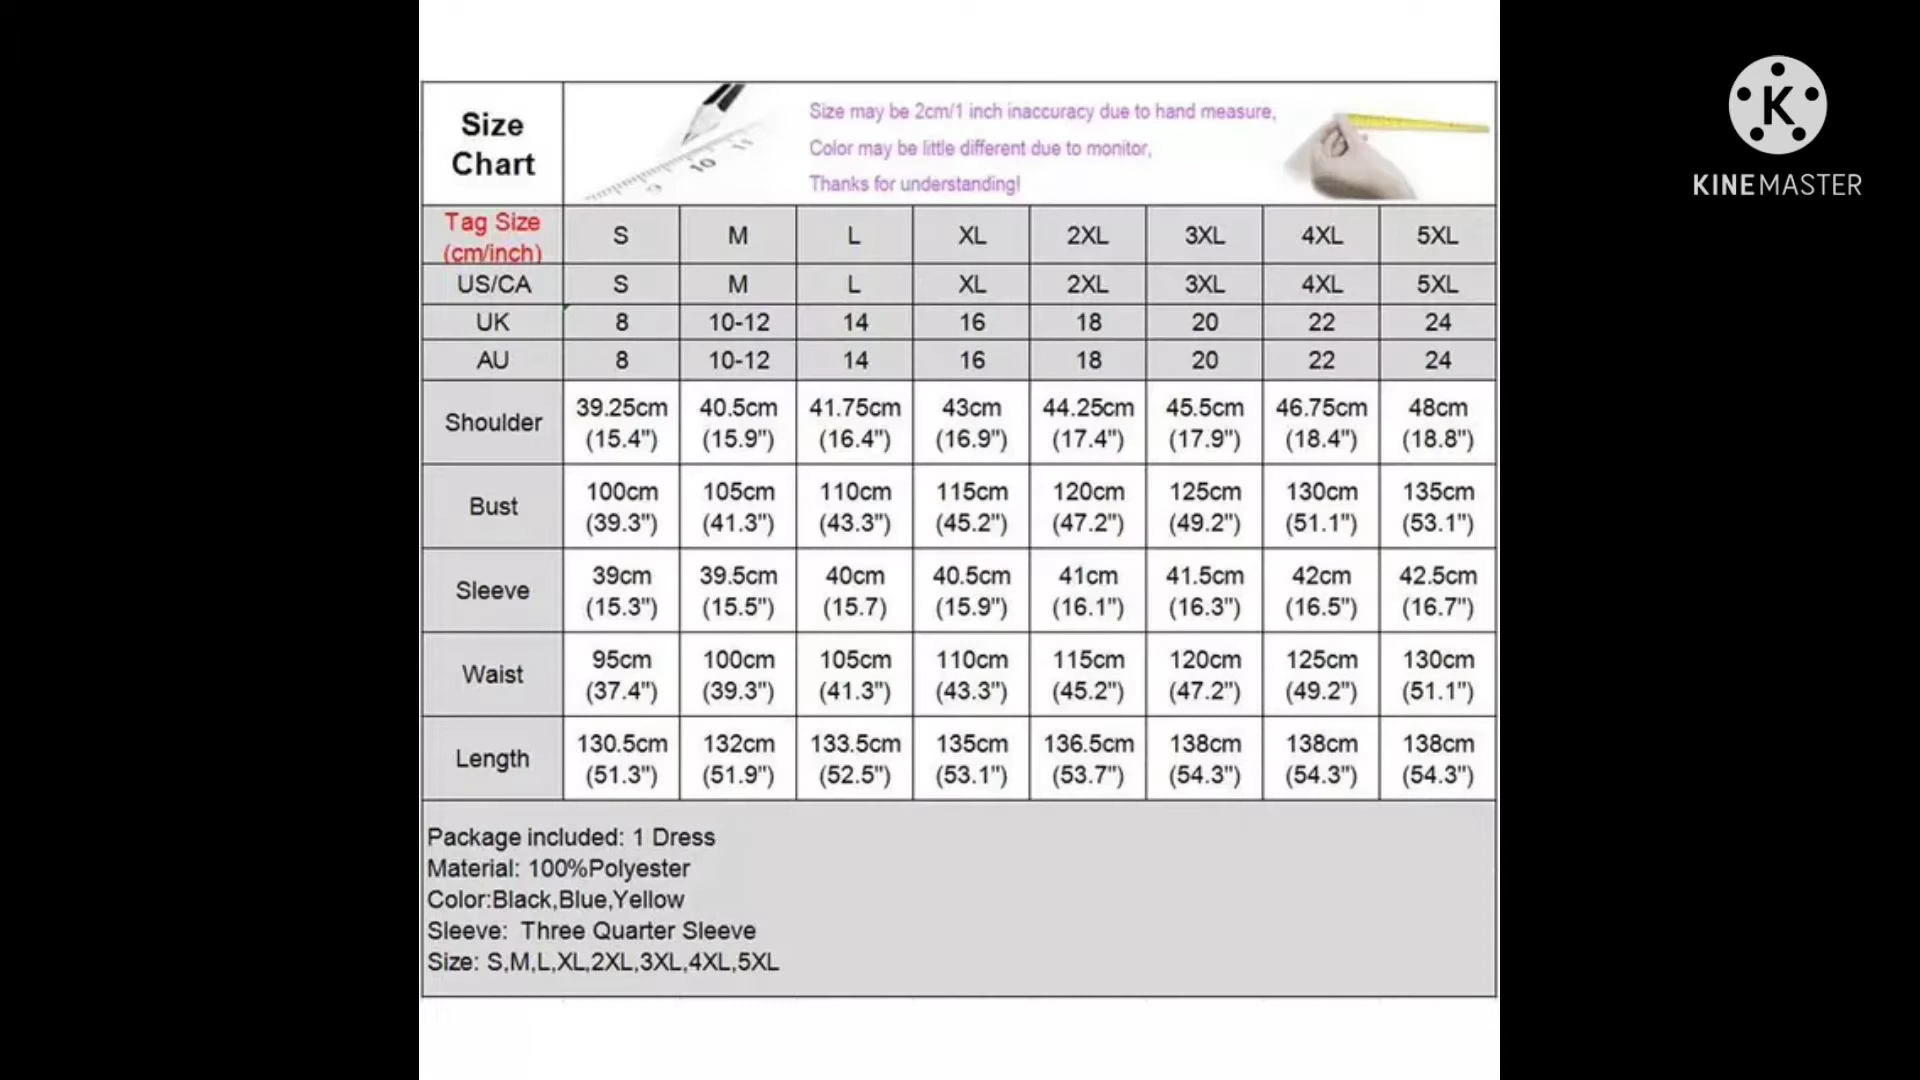 Size
Chart
Size may be 2cm/1 inch inaccuracy due to hand measure,
Color may be little different due to monitor,
Thanks for understanding!
9 10 11
K
KINEMASTER
Tag Size
(cm/inch) S M L XL 2XL 3XL 4XL 5XL
US/CA S M L XL 2XL 3XL 4XL 5XL
UK 8 10-12 14 16 18 20 22 24
AU 8 10-12 14 16 18 20 22 24
Shoulder 39.25cm 40.5cm 41.75cm 43cm 44.25cm 45.5cm 46.75cm 48cm
(15.4") (15.9") (16.4") (16.9") (17.4") (17.9") (18.4") (18.8")
Bust 100cm 105cm 110cm 115cm 120cm 125cm 130cm 135cm
(39.3") (41.3") (43.3") (45.2") (47.2") (49.2") (51.1") (53.1")
Sleeve 39cm 39.5cm 40cm 40.5cm 41cm 41.5cm 42cm 42.5cm
(15.3") (15.5") (15.7) (15.9") (16.1") (16.3") (16.5") (16.7")
Waist 95cm 100cm 105cm 110cm 115cm 120cm 125cm 130cm
(37.4") (39.3") (41.3") (43.3") (45.2") (47.2") (49.2") (51.1")
Length 130.5cm 132cm 133.5cm 135cm 136.5cm 138cm 138cm 138cm
(51.3") (51.9") (52.5") (53.1") (53.7") (54.3") (54.3") (54.3")
Package included: 1 Dress
Material: 100%Polyester
Color:Black,Blue,Yellow
Sleeve: Three Quarter Sleeve
Size: S,M,L,XL,2XL,3XL,4XL,5XL